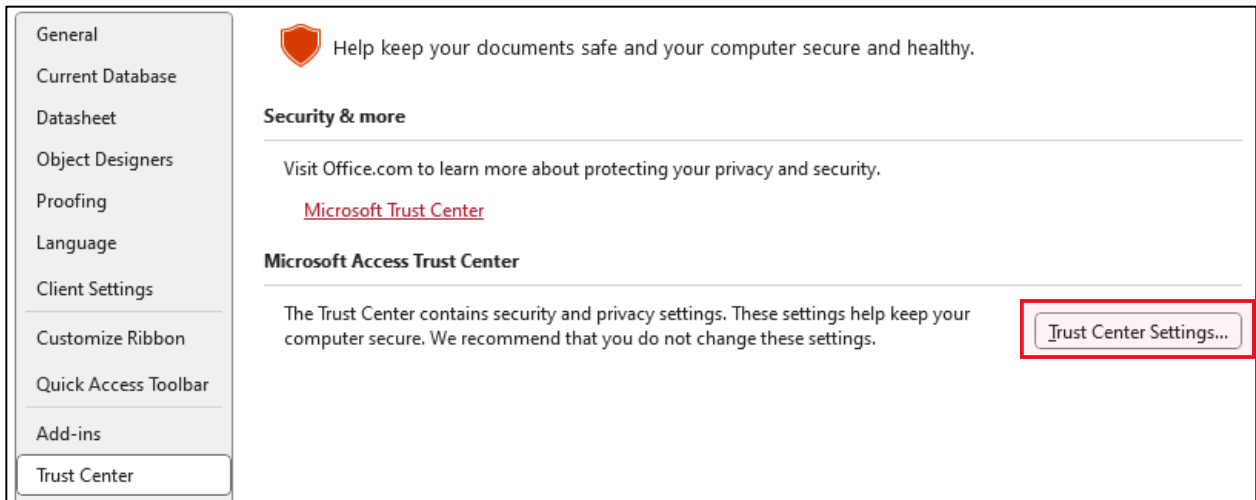 General
Current Database
Datasheet
Object Designers
Proofing
Language
Client Settings
Customize Ribbon
Quick Access Toolbar
Add-ins
Trust Center
Help keep your documents safe and your computer secure and healthy.
Security & more
Visit Office.com to learn more about protecting your privacy and security.
Microsoft Trust Center
Microsoft Access Trust Center
The Trust Center contains security and privacy settings. These settings help keep your
computer secure. We recommend that you do not change these settings.
Trust Center Settings...